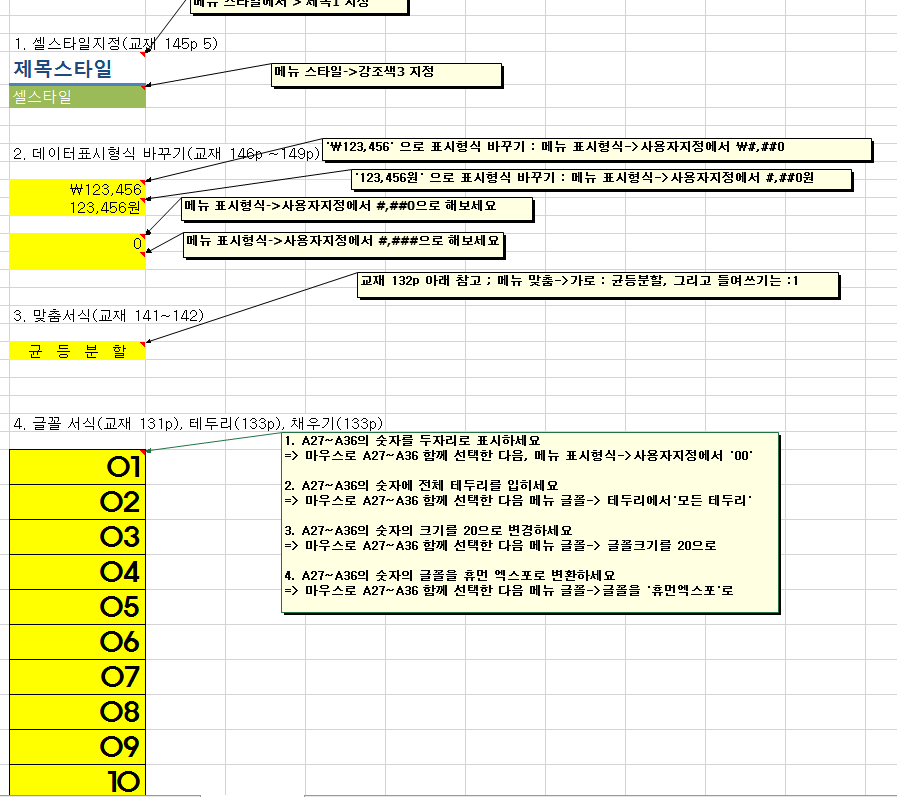 메뉴 스타일에서 > 제목1 지정
1. 셀스타일지정(교재 145p 5)
제목스타일
메뉴 스타일->강조색3 지정
셀스타일
2. 데이터표시형식 바꾸기(교재 146p ~149p)
'₩123,456' 으로 표시형식 바꾸기 : 메뉴 표시형식->사용자지정에서 ₩#,##0
'123,456원' 으로 표시형식 바꾸기 : 메뉴 표시형식->사용자지정에서 #,##0원
₩123,456
123,456원
메뉴 표시형식->사용자지정에서 #,##0으로 해보세요
0
메뉴 표시형식->사용자지정에서 #,###으로 해보세요
교재 132p 아래 참고 ; 메뉴 맞춤->가로 : 균등분할, 그리고 들여쓰기는 :1
3. 맞춤서식(교재 141~142)
균 등 분 할
4. 글꼴 서식(교재 131p), 테두리(133p), 채우기(133p)
1. A27~A36의 숫자를 두자리로 표시하세요
=> 마우스로 A27~A36 함께 선택한 다음, 메뉴 표시형식->사용자지정에서 '00'
2. A27~A36의 숫자에 전체 테두리를 입히세요
=> 마우스로 A27~A36 함께 선택한 다음 메뉴 글꼴-> 테두리에서'모든 테두리'
3. A27~A36의 숫자의 크기를 20으로 변경하세요
=> 마우스로 A27~A36 함께 선택한 다음 메뉴 글꼴-> 글꼴크기를 20으로
4. A27~A36의 숫자의 글꼴을 휴먼 엑스포로 변환하세요
=> 마우스로 A27~A36 함께 선택한 다음 메뉴 글꼴->글꼴을 '휴먼엑스포'로
01
02
03
04
05
06
07
08
09
10